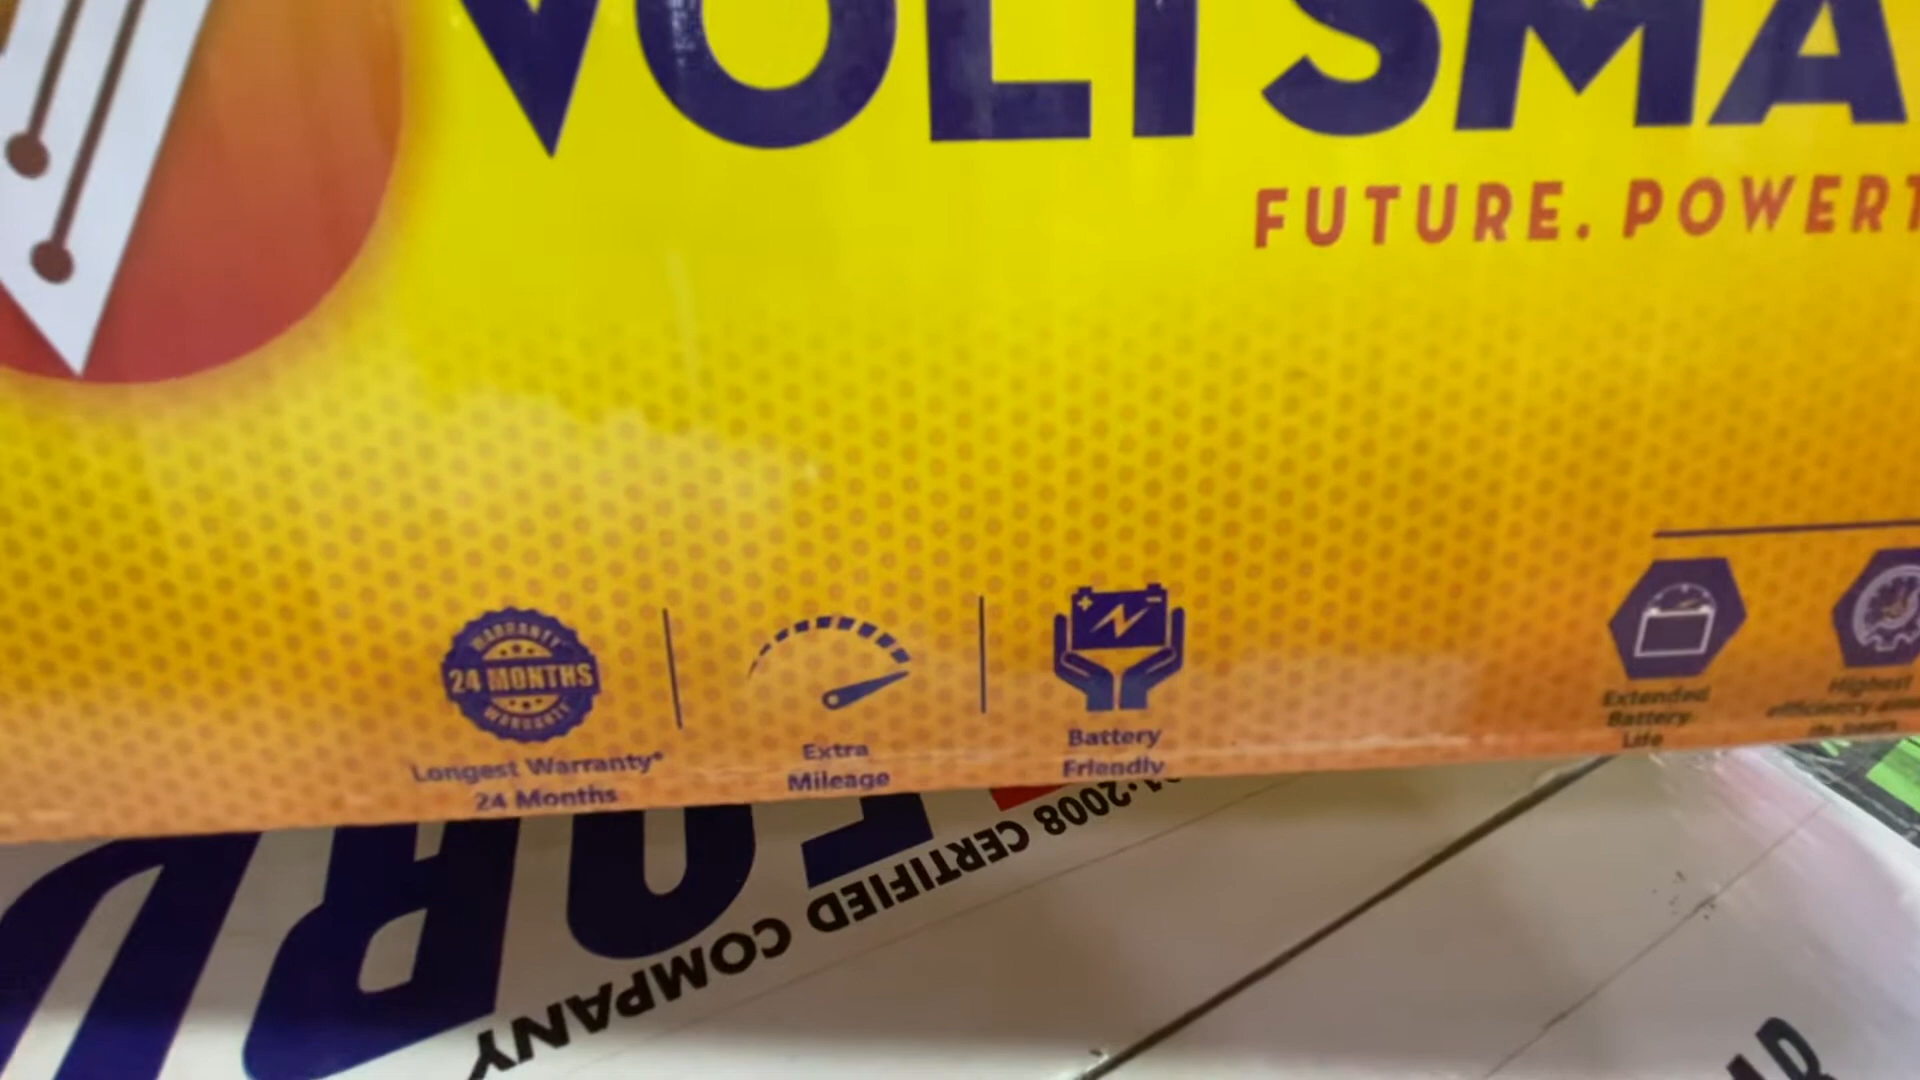 VOLTSMA
FUTURE. POWERT
WARRANTY
24 MONTHS
WARRANTY
Longest Warranty*
24 Months
Extra
Mileage
Battery
Friendly
Extended
Battery
Life
Highest
efficiency
2008 CERTIFIED COMPANY